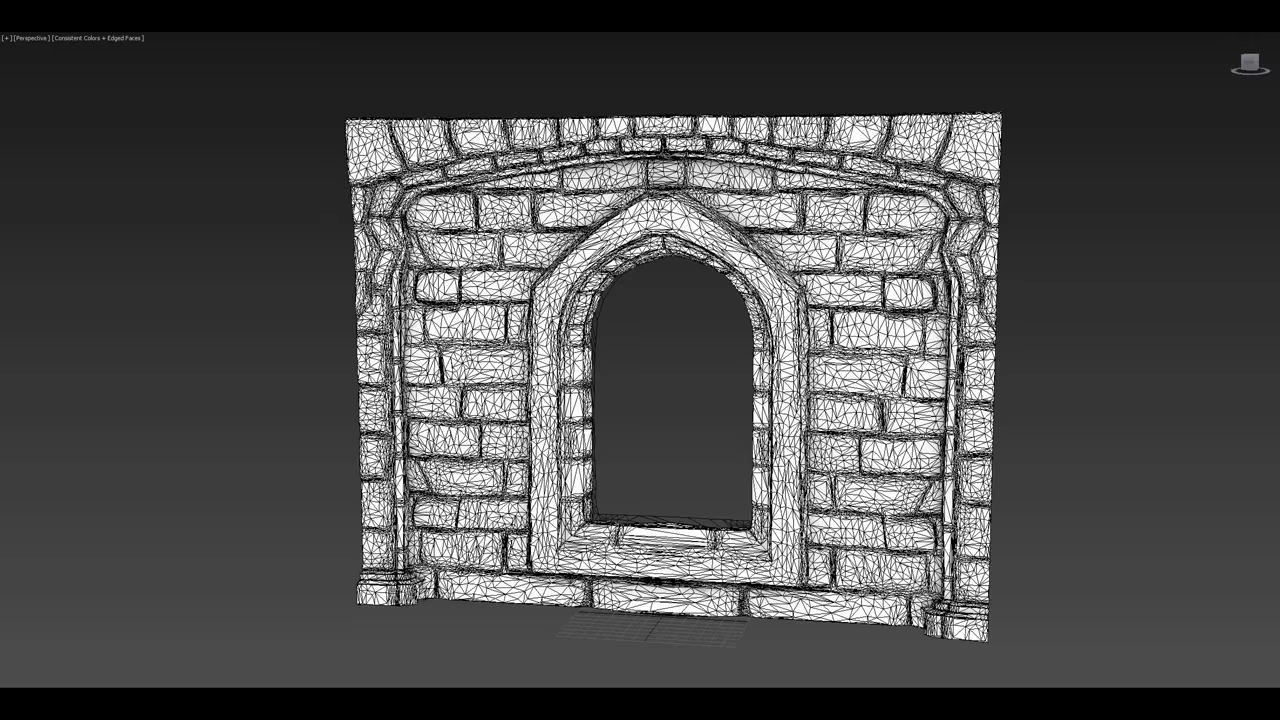 [+] [Perspective] [Consistent Colors + Edged Faces]